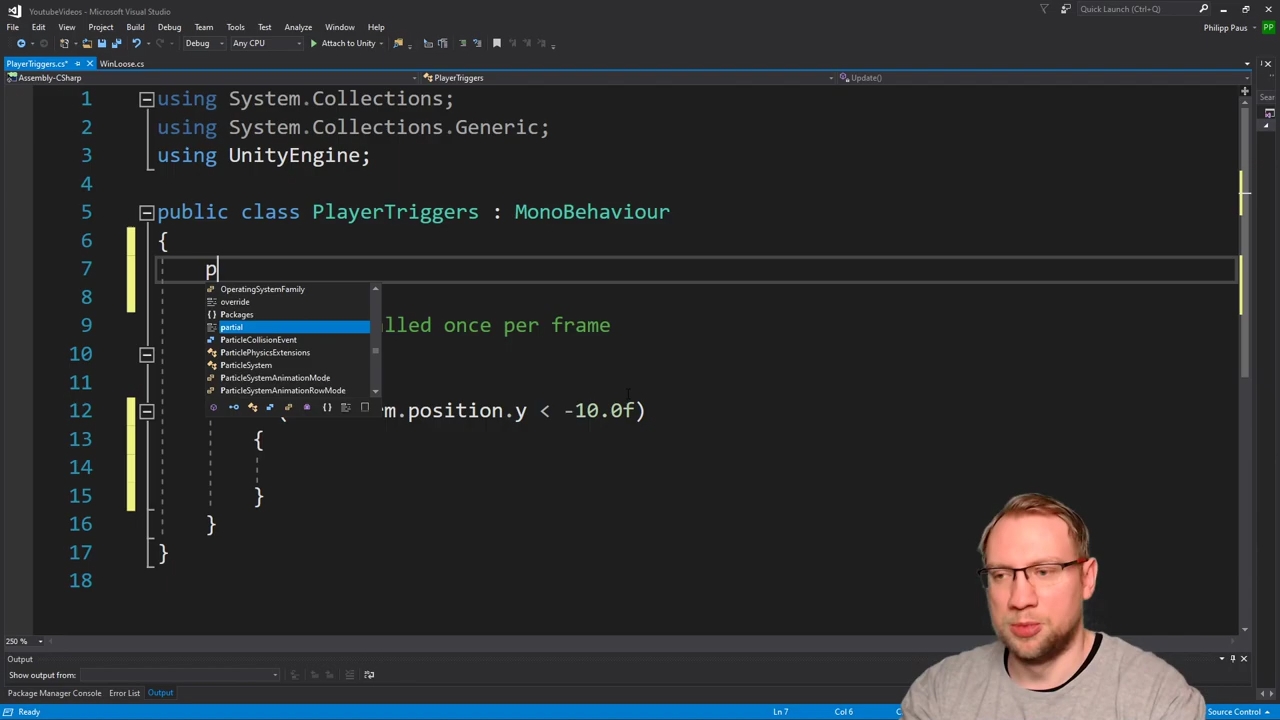 YoutubeVideos - Microsoft Visual Studio
Quick Launch (Ctrl+Q)
File Edit View Project Build Debug Team Tools Analyze Window Help
Philipp Paus PP
Debug Any CPU Attach to Unity
PlayerTriggers.cs* WinLoose.cs
Assembly-CSharp PlayerTriggers Update()
Sear
1 using System.Collections;
2 using System.Collections.Generic;
3 using UnityEngine;
4
5 public class PlayerTriggers : MonoBehaviour
6 {
7 p
OperatingSystemFamily
8
override
{ } Packages
partial
9 lled once per frame
ParticleCollisionEvent
ParticlePhysicsExtensions
10
ParticleSystem
ParticleSystemAnimationMode
11
ParticleSystemAnimationRowMode
12 m.position.y < -10.0f)
13 {
14
15 }
16 }
17 }
18
250 %
Output
Show output from:
Package Manager Console Error List Output
Ready Ln 7 Col 6 Source Control